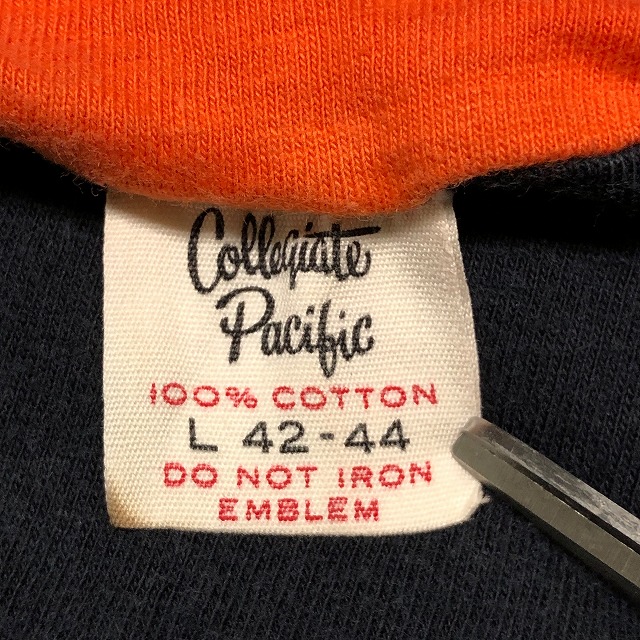 Collegiate
Pacific
100% COTTON
L 42-44
DO NOT IRON
EMBLEM